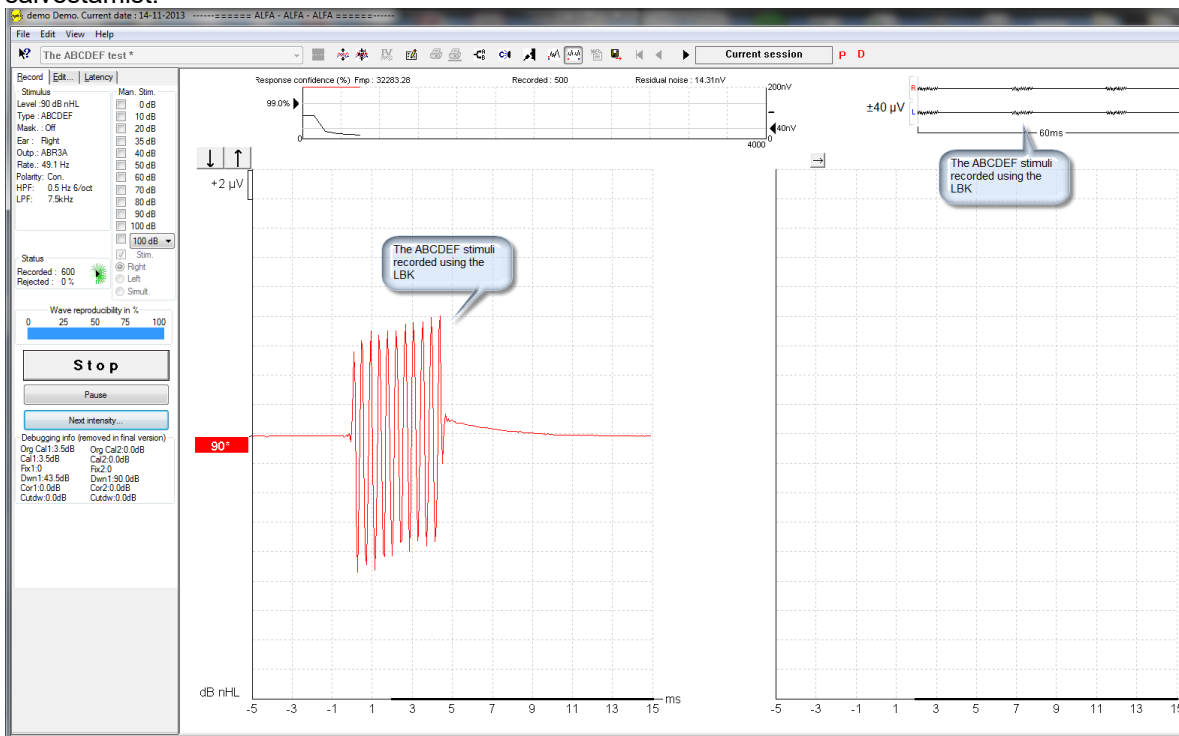 salvestamist.
demo Demo. Current date : 14-11-2013 ------====== ALFA - ALFA - ALFA ======------
File Edit View Help
The ABCDEF test *
Current session P D
Record Edit... Latency
Stimulus
Level :90 dB nHL
Type : ABCDEF
Mask. : Off
Ear : Right
Outp.: ABR3A
Rate.: 49.1 Hz
Polarity: Con.
HPF: 0.5 Hz 6/oct
LPF: 7.5kHz
Man. Stim.
0 dB
10 dB
20 dB
35 dB
40 dB
50 dB
60 dB
70 dB
80 dB
90 dB
100 dB
100 dB
Stim.
Right
Left
Simult.
Status
Recorded : 600
Rejected : 0 %
Wave reproducibility in %
0 25 50 75 100
Stop
Pause
Next intensity...
Debugging info (removed in final version)
Org Cal1:3.5dB Org Cal2:0.0dB
Cal1:3.5dB Cal2:0.0dB
Fix1:0 Fix2:0
Dwn1:43.5dB Dwn1:90.0dB
Cor1:0.0dB Cor2:0.0dB
Cutdw:0.0dB Cutdw:0.0dB
Response confidence (%) Fmp : 32283.28 Recorded : 500 Residual noise : 14.31nV
200nV
99.0%
40nV
0 0
4000
+2 µV
The ABCDEF stimuli
recorded using the
LBK
90*
dB nHL
-5 -3 -1 1 3 5 7 9 11 13 15 ms
±40 µV
R
L
60ms
The ABCDEF stimuli
recorded using the
LBK
-5 -3 -1 1 3 5 7 9 11 13